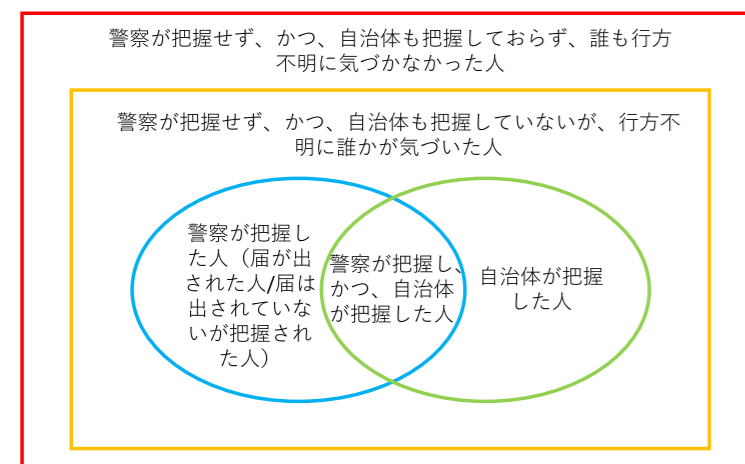 警察が把握せず、かつ、自治体も把握しておらず、誰も行方
不明に気づかなかった人
警察が把握せず、かつ、自治体も把握していないが、行方不
明に誰かが気づいた人
警察が把握し
た人（届が出
された人/届は
出されていな
いが把握され
た人）
警察が把握し、
かつ、自治体
が把握した人
自治体が把握
した人